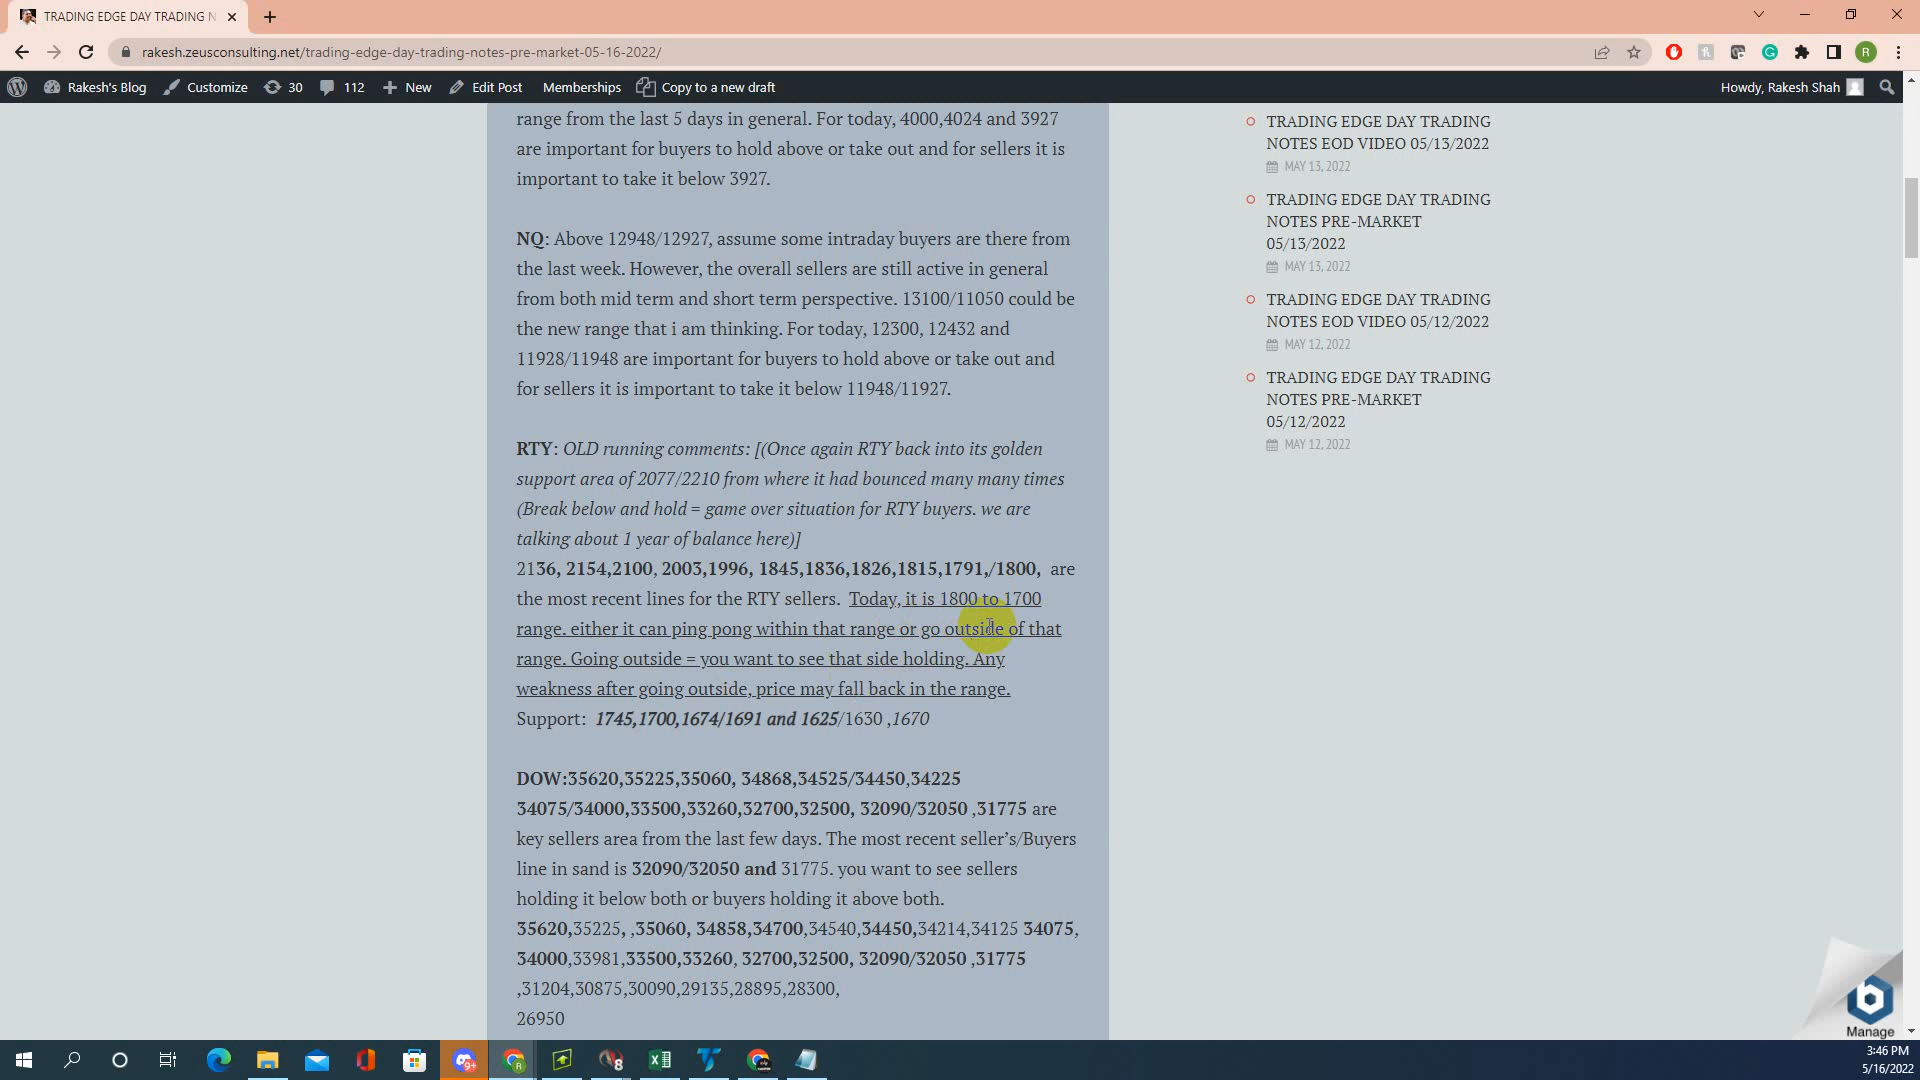 TRADING EDGE DAY TRADING N
rakesh.zeusconsulting.net/trading-edge-day-trading-notes-pre-market-05-16-2022/
R
Rakesh's Blog Customize 30 112 New Edit Post Memberships Copy to a new draft Howdy, Rakesh Shah
range from the last 5 days in general. For today, 4000,4024 and 3927
are important for buyers to hold above or take out and for sellers it is
important to take it below 3927.
NQ: Above 12948/12927, assume some intraday buyers are there from
the last week. However, the overall sellers are still active in general
from both mid term and short term perspective. 13100/11050 could be
the new range that i am thinking. For today, 12300, 12432 and
11928/11948 are important for buyers to hold above or take out and
for sellers it is important to take it below 11948/11927.
RTY: OLD running comments: [(Once again RTY back into its golden
support area of 2077/2210 from where it had bounced many many times
(Break below and hold = game over situation for RTY buyers. we are
talking about 1 year of balance here)]
2136, 2154,2100, 2003,1996, 1845,1836,1826,1815,1791,/1800, are
the most recent lines for the RTY sellers. Today, it is 1800 to 1700
range. either it can ping pong within that range or go outside of that
range. Going outside = you want to see that side holding. Any
weakness after going outside, price may fall back in the range.
Support: 1745,1700,1674/1691 and 1625/1630 ,1670
DOW:35620,35225,35060, 34868,34525/34450,34225
34075/34000,33500,33260,32700,32500, 32090/32050 ,31775 are
key sellers area from the last few days. The most recent seller's/Buyers
line in sand is 32090/32050 and 31775. you want to see sellers
holding it below both or buyers holding it above both.
35620,35225, ,35060, 34858,34700,34540,34450,34214,34125 34075,
34000,33981,33500,33260, 32700,32500, 32090/32050 ,31775
,31204,30875,30090,29135,28895,28300,
26950
TRADING EDGE DAY TRADING
NOTES EOD VIDEO 05/13/2022
MAY 13, 2022
TRADING EDGE DAY TRADING
NOTES PRE-MARKET
05/13/2022
MAY 13, 2022
TRADING EDGE DAY TRADING
NOTES EOD VIDEO 05/12/2022
MAY 12, 2022
TRADING EDGE DAY TRADING
NOTES PRE-MARKET
05/12/2022
MAY 12, 2022
b
Manage
9+
R
8
3:46 PM
5/16/2022